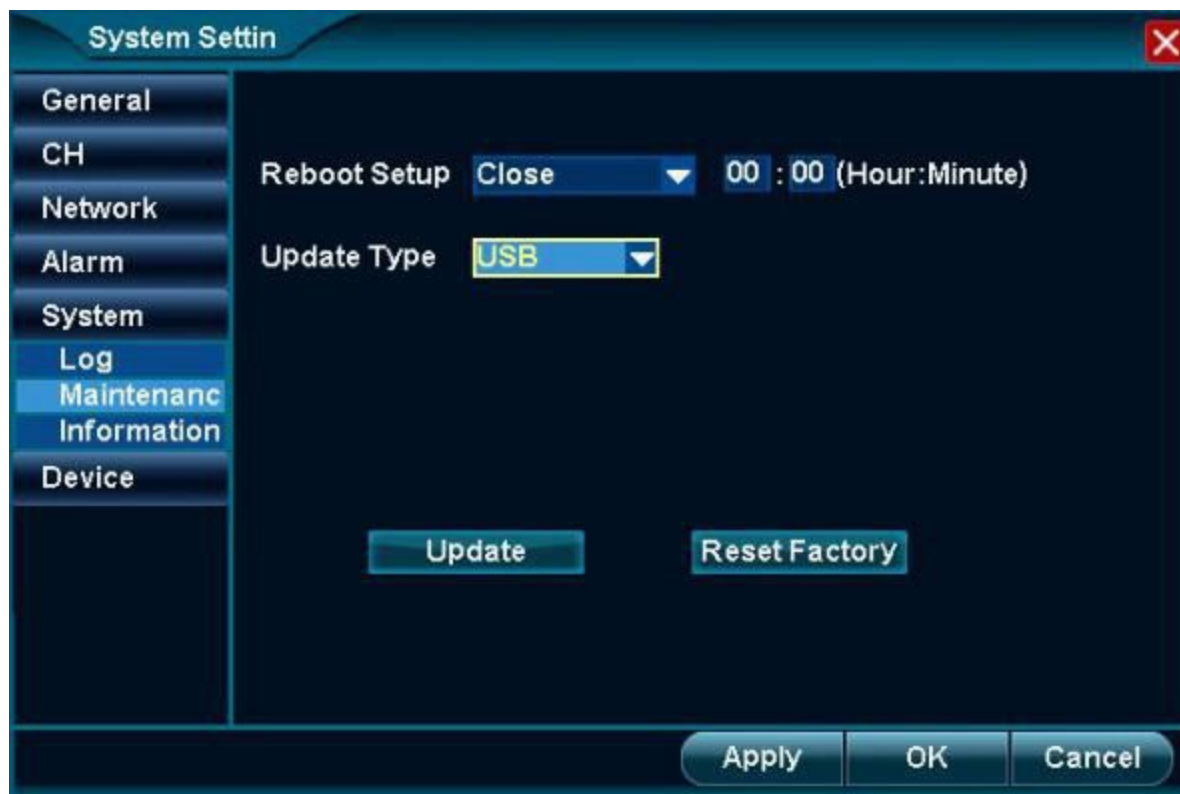 System Settin
General
CH
Network
Alarm
System
Log
Maintenanc
Information
Device
Reboot Setup Close 00 : 00 (Hour:Minute)
Update Type USB
Update Reset Factory
Apply OK Cancel